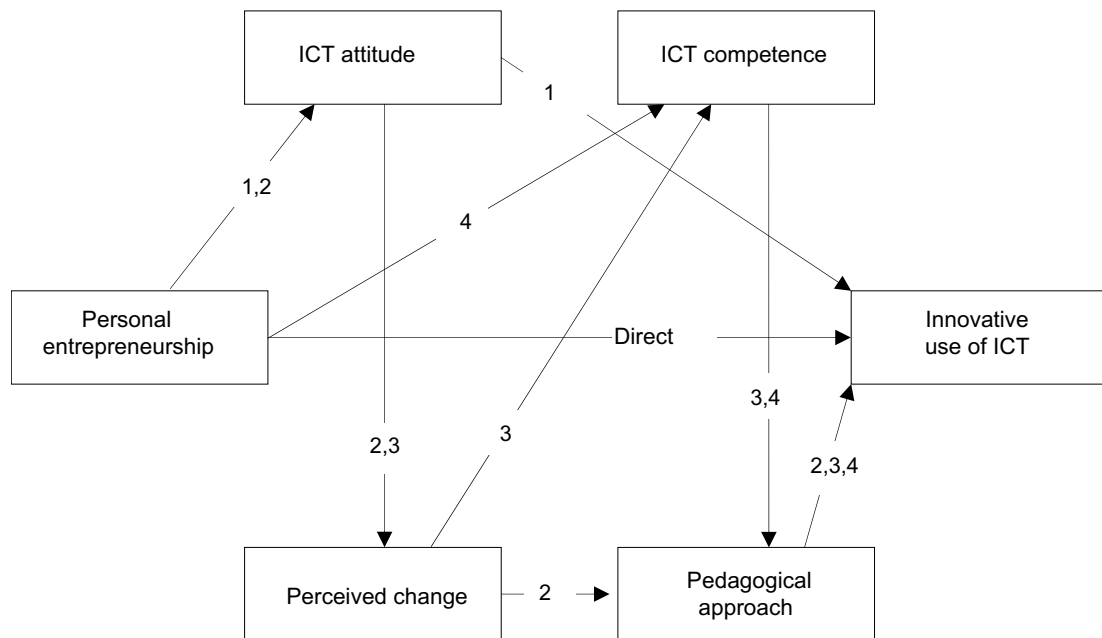 ICT attitude
ICT competence
1
1,2
4
Personal
entrepreneurship
Direct
Innovative
use of ICT
3,4
2,3
3
2,3,4
Perceived change
2
Pedagogical
approach